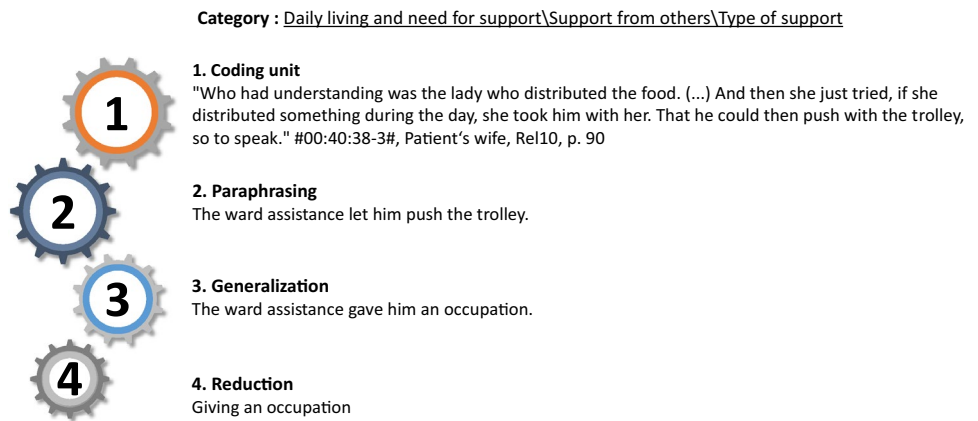 Category : Daily living and need for support\Support from others\Type of support
1
1. Coding unit
"Who had understanding was the lady who distributed the food. (...) And then she just tried, if she
distributed something during the day, she took him with her. That he could then push with the trolley,
so to speak." #00:40:38-3#, Patient‘s wife, Rel10, p. 90
2
2. Paraphrasing
The ward assistance let him push the trolley.
3
3. Generalization
The ward assistance gave him an occupation.
4
4. Reduction
Giving an occupation